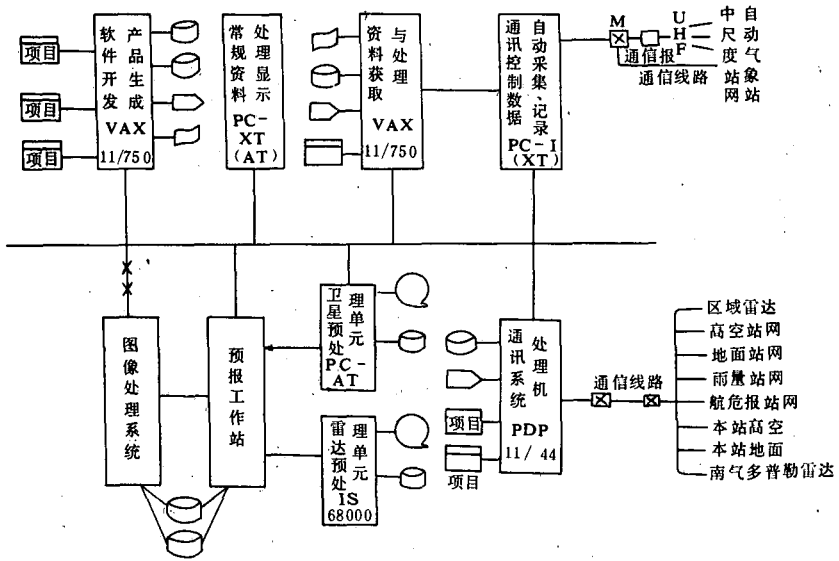 项目
项目
项目
软件开发
产品生成
VAX
11/750
常规资料
处理显示
PC-
XT
(AT)
资料获取
与处理
VAX
11/750
通讯控制数据
自动采集、记录
PC-I
(XT)
M
通信报
通信线路
UHF
中尺度站网
自动气象站
图像处理系统
预报工作站
卫星预处
理单元
PC-
AT
雷达预处
理单元
IS
68000
通讯系统
处理机
PDP
11/44
项目
项目
通信线路
区域雷达
高空站网
地面站网
雨量站网
航危报站网
本站高空
本站地面
南气多普勒雷达